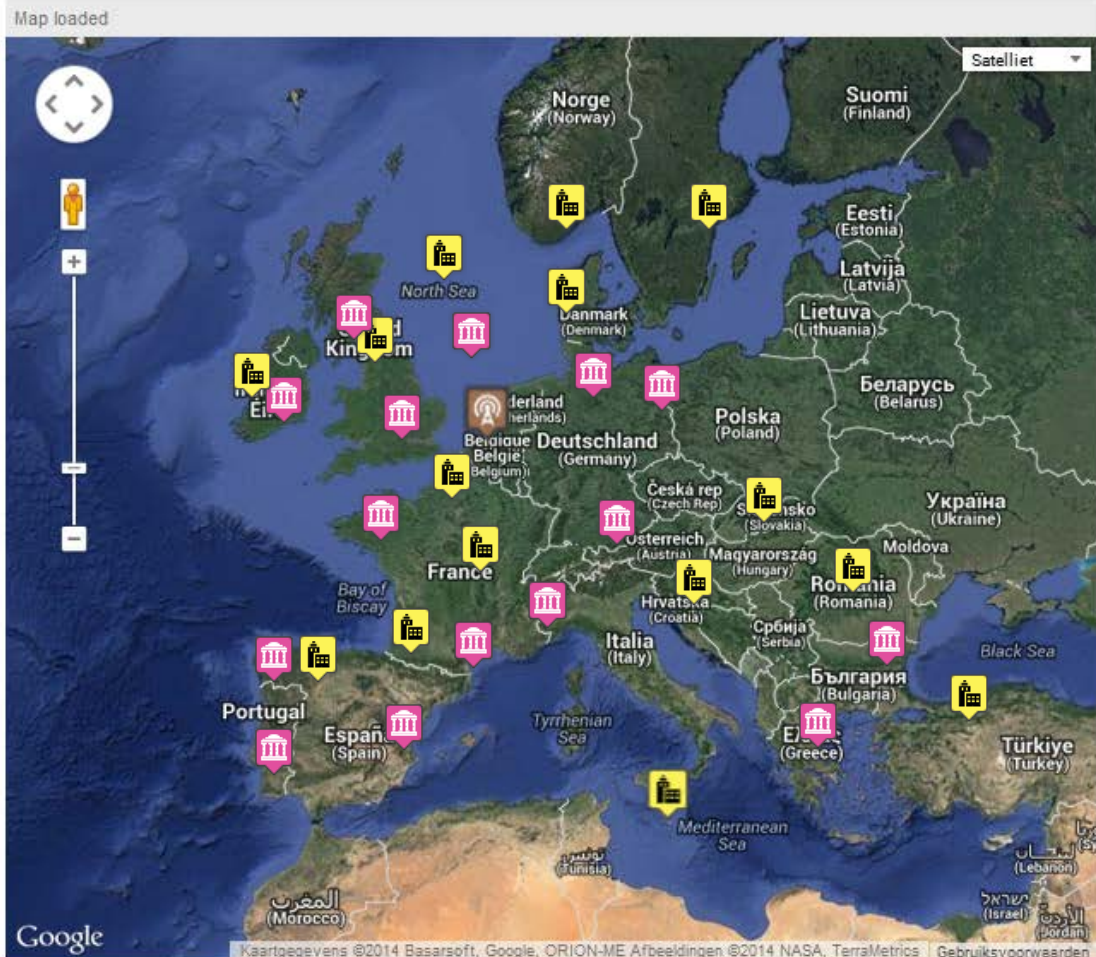 Map loaded
Satelliet
Norge
(Norway)
Suomi
(Finland)
Eesti
(Estonia)
Latvija
(Latvia)
Lietuva
(Lithuania)
North Sea
Danmark
(Denmark)
Беларусь
(Belarus)
derland
herlands)
Polska
(Poland)
Belgique
België
(Belgium)
Deutschland
(Germany)
Česká rep
(Czech Rep)
(Slovakia)
Україна
(Ukraine)
Österreich
(Austria)
Magyarország
(Hungary)
Moldova
France
Bay of
Biscay
Hrvatska
(Croatia)
(Romania)
Србија
(Serbia)
Italia
(Italy)
Black Sea
България
(Bulgaria)
Portugal
(Spain)
Tyrrhenian
Sea
(Greece)
Türkiye
(Turkey)
Mediterranean
Sea
تونس
(Tunisia)
(Lebanon)
المغرب
(Morocco)
ישראל
(Israel)
(Jordan)
Google
Kaartgegevens ©2014 Basarsoft, Google, ORION-ME Afbeeldingen ©2014 NASA, TerraMetrics
Gebruiksvoorwaarden